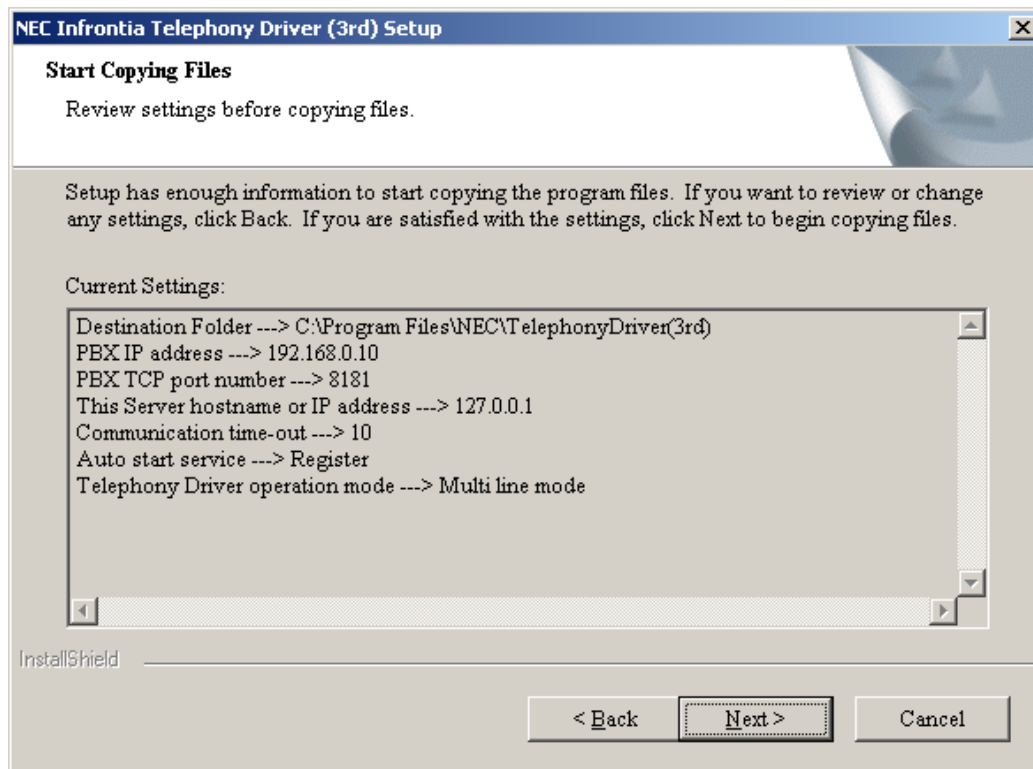 NEC Infrontia Telephony Driver (3rd) Setup
Start Copying Files
Review settings before copying files.
Setup has enough information to start copying the program files.  If you want to review or change
any settings, click Back.  If you are satisfied with the settings, click Next to begin copying files.
Current Settings:
Destination Folder ---> C:\Program Files\NEC\TelephonyDriver(3rd)
PBX IP address ---> 192.168.0.10
PBX TCP port number ---> 8181
This Server hostname or IP address ---> 127.0.0.1
Communication time-out ---> 10
Auto start service ---> Register
Telephony Driver operation mode ---> Multi line mode
InstallShield
< Back
Next >
Cancel